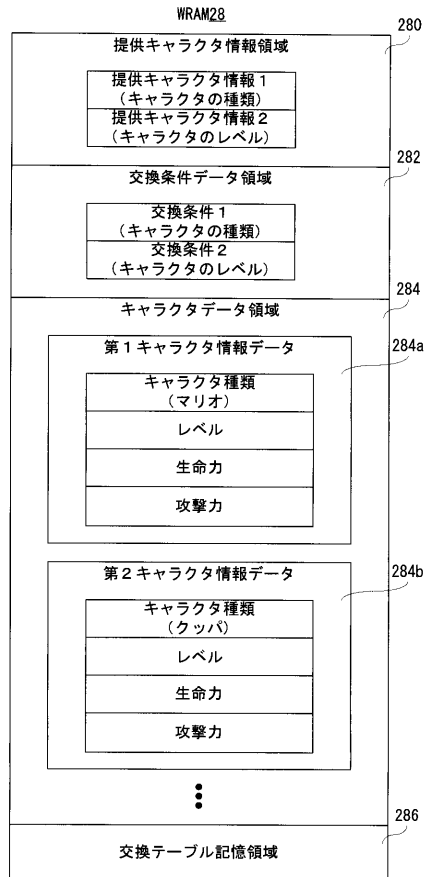 WRAM28
280
提供キャラクタ情報領域
提供キャラクタ情報1
(キャラクタの種類)
提供キャラクタ情報2
(キャラクタのレベル)
282
交換条件データ領域
交換条件1
(キャラクタの種類)
交換条件2
(キャラクタのレベル)
284
キャラクタデータ領域
284a
第1キャラクタ情報データ
キャラクタ種類
(マリオ)
レベル
生命力
攻撃力
284b
第2キャラクタ情報データ
キャラクタ種類
(クッパ)
レベル
生命力
攻撃力
286
交換テーブル記憶領域